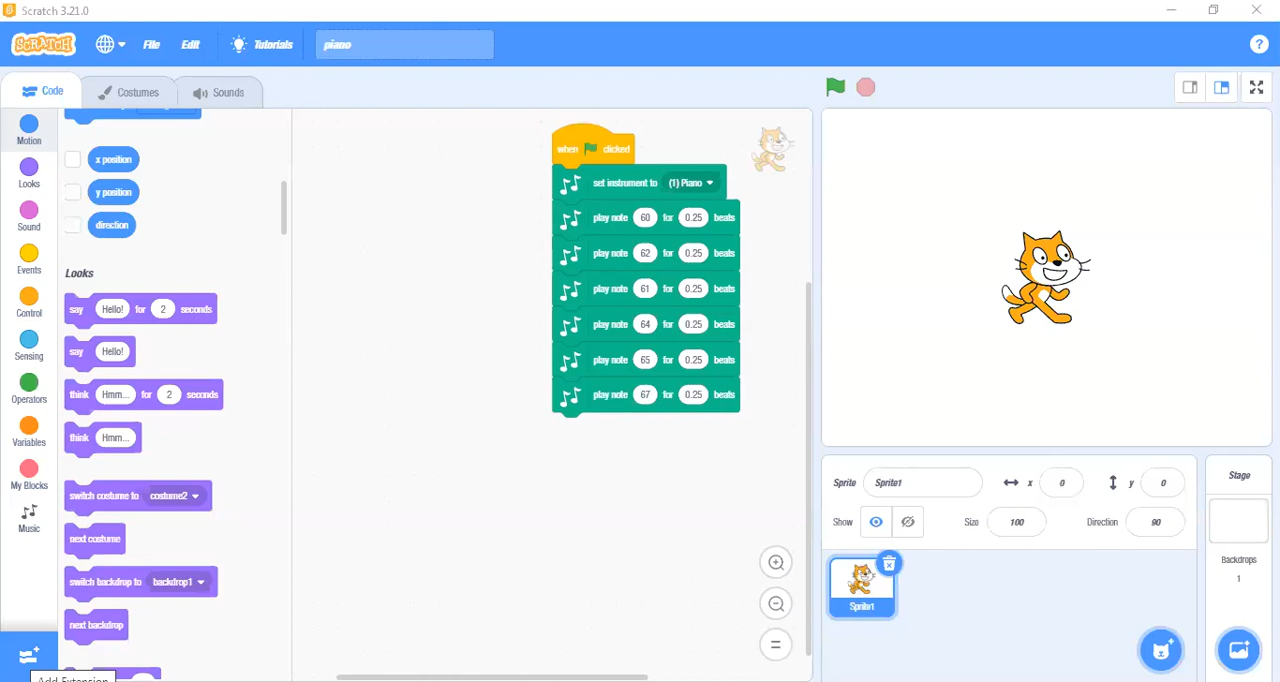 Scratch 3.21.0
SCRATCH File Edit Tutorials piano ?
Code Costumes Sounds
Motion
Looks
Sound
Events
Control
Sensing
Operators
Variables
My Blocks
Music
x position
y position
direction
Looks
say Hello! for 2 seconds
say Hello!
think Hmm... for 2 seconds
think Hmm...
switch costume to costume2
next costume
switch backdrop to backdrop1
next backdrop
Add Extension
when clicked
set instrument to (1) Piano
play note 60 for 0.25 beats
play note 62 for 0.25 beats
play note 61 for 0.25 beats
play note 64 for 0.25 beats
play note 65 for 0.25 beats
play note 67 for 0.25 beats
Sprite Sprite1 x 0 y 0
Show Size 100 Direction 90
Sprite1
Stage
Backdrops
1